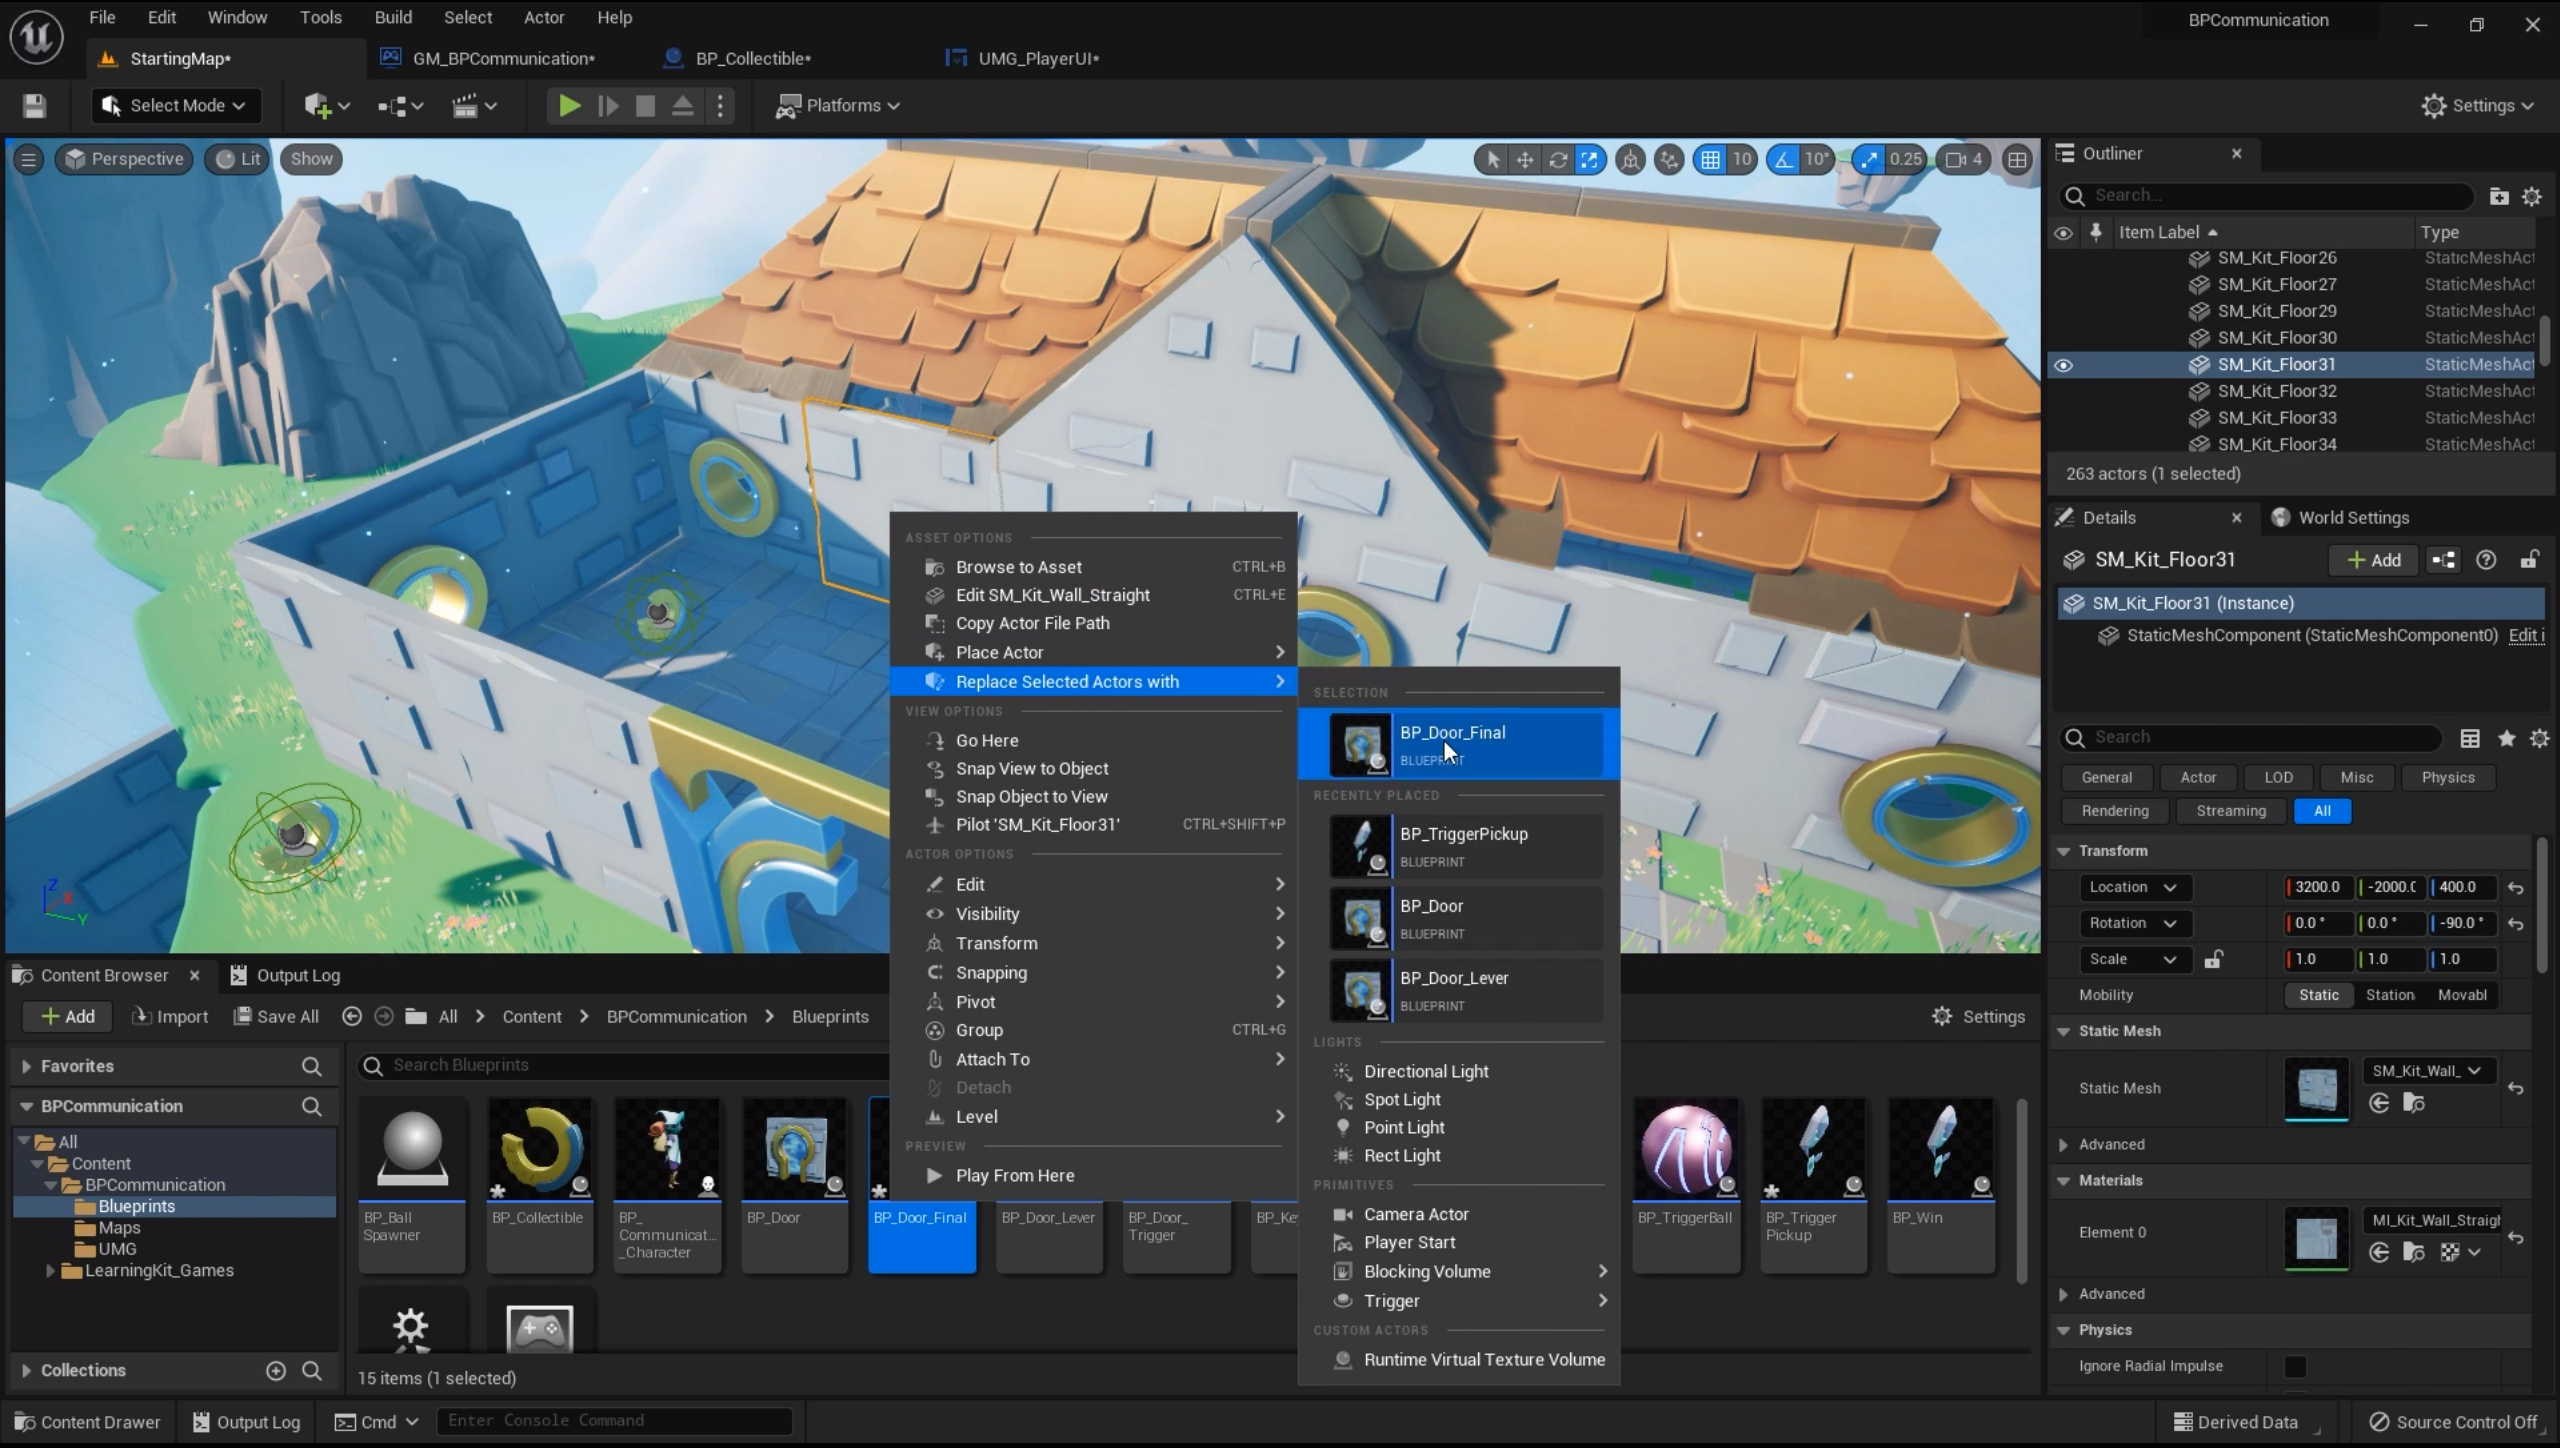 File Edit Window Tools Build Select Actor Help
BPCommunication
StartingMap*
GM_BPCommunication*
BP_Collectible*
UMG_PlayerUI*
Select Mode
Platforms
Settings
Perspective
Lit
Show
10
10°
0.25
4
Outliner
Search...
Item Label
Type
SM_Kit_Floor26 StaticMeshAct
SM_Kit_Floor27 StaticMeshAct
SM_Kit_Floor29 StaticMeshAct
SM_Kit_Floor30 StaticMeshAct
SM_Kit_Floor31 StaticMeshAct
SM_Kit_Floor32 StaticMeshAct
SM_Kit_Floor33 StaticMeshAct
SM_Kit_Floor34 StaticMeshAct
263 actors (1 selected)
Details
World Settings
SM_Kit_Floor31
Add
SM_Kit_Floor31 (Instance)
StaticMeshComponent (StaticMeshComponent0) Edit i
Search
General Actor LOD Misc Physics
Rendering Streaming All
Transform
Location 3200.0 -2000.( 400.0
Rotation 0.0° 0.0° -90.0°
Scale 1.0 1.0 1.0
Mobility Static Station Movabl
Static Mesh
Static Mesh SM_Kit_Wall_
Advanced
Materials
Element 0 MI_Kit_Wall_Straigh
Advanced
Physics
Ignore Radial Impulse
ASSET OPTIONS
Browse to Asset CTRL+B
Edit SM_Kit_Wall_Straight CTRL+E
Copy Actor File Path
Place Actor
Replace Selected Actors with
VIEW OPTIONS
Go Here
Snap View to Object
Snap Object to View
Pilot 'SM_Kit_Floor31' CTRL+SHIFT+P
ACTOR OPTIONS
Edit
Visibility
Transform
Snapping
Pivot
Group CTRL+G
Attach To
Detach
Level
PREVIEW
Play From Here
SELECTION
BP_Door_Final
BLUEPRINT
RECENTLY PLACED
BP_TriggerPickup
BLUEPRINT
BP_Door
BLUEPRINT
BP_Door_Lever
BLUEPRINT
LIGHTS
Directional Light
Spot Light
Point Light
Rect Light
PRIMITIVES
Camera Actor
Player Start
Blocking Volume
Trigger
CUSTOM ACTORS
Runtime Virtual Texture Volume
Z
X
Y
Content Browser
Output Log
Add
Import
Save All
All
Content
BPCommunication
Blueprints
Settings
Favorites
BPCommunication
All
Content
BPCommunication
Blueprints
Maps
UMG
LearningKit_Games
Collections
Search Blueprints
BP_Ball
Spawner
BP_Collectible
BP_
Communicat...
_Character
BP_Door
BP_Door_Final
BP_Door_Lever
BP_Door_
Trigger
BP_Key
BP_TriggerBall
BP_Trigger
Pickup
BP_Win
15 items (1 selected)
Content Drawer
Output Log
Cmd
Enter Console Command
Derived Data
Source Control Off